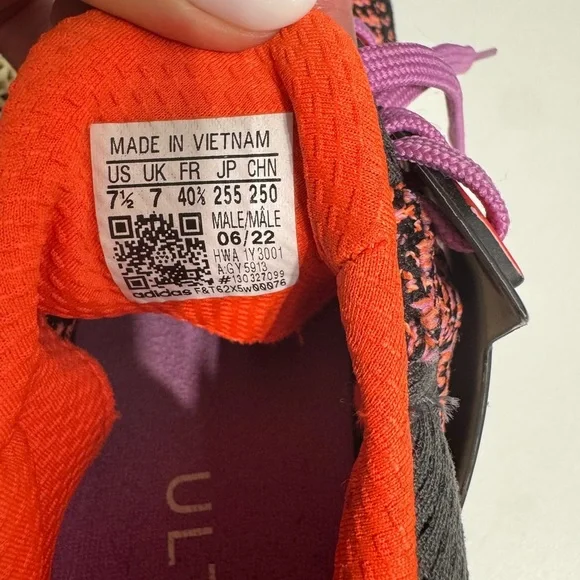 MADE IN VIETNAM
US UK FR JP CHN
7½ 7 40⅔ 255 250
MALE/MÂLE
06/22
HWA 1Y3001
A:GY5913
#130327099
adidas F&T62X5w00076
ULT